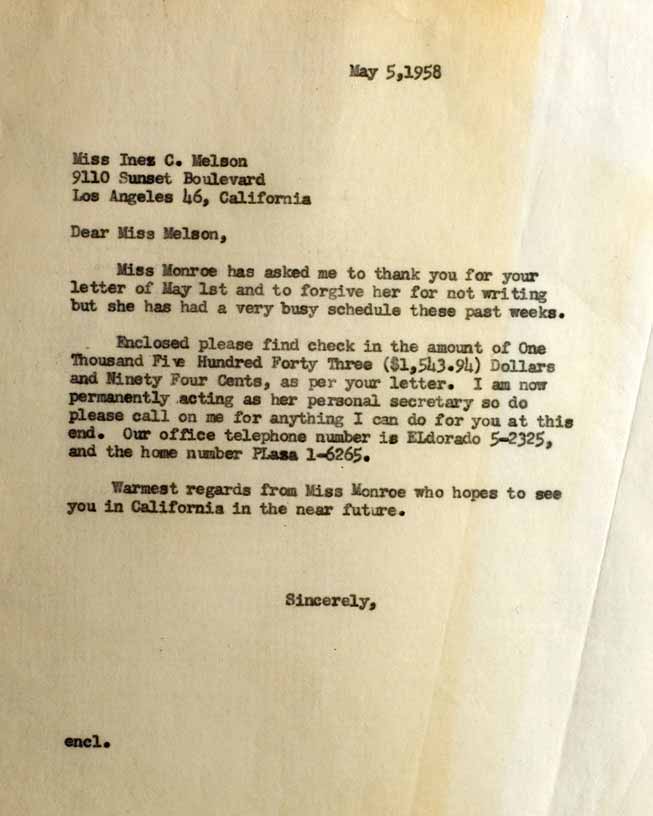 May 5,1958
Miss Inez C. Melson
9110 Sunset Boulevard
Los Angeles 46, California
Dear Miss Melson,
Miss Monroe has asked me to thank you for your
letter of May 1st and to forgive her for not writing
but she has had a very busy schedule these past weeks.
Enclosed please find check in the amount of One
Thousand Five Hundred Forty Three ($1,543.94) Dollars
and Ninety Four Cents, as per your letter. I am now
permanently acting as her personal secretary so do
please call on me for anything I can do for you at this
end. Our office telephone number is ELdorado 5-2325,
and the home number PLaza 1-6265.
Warmest regards from Miss Monroe who hopes to see
you in California in the near future.
Sincerely,
encl.